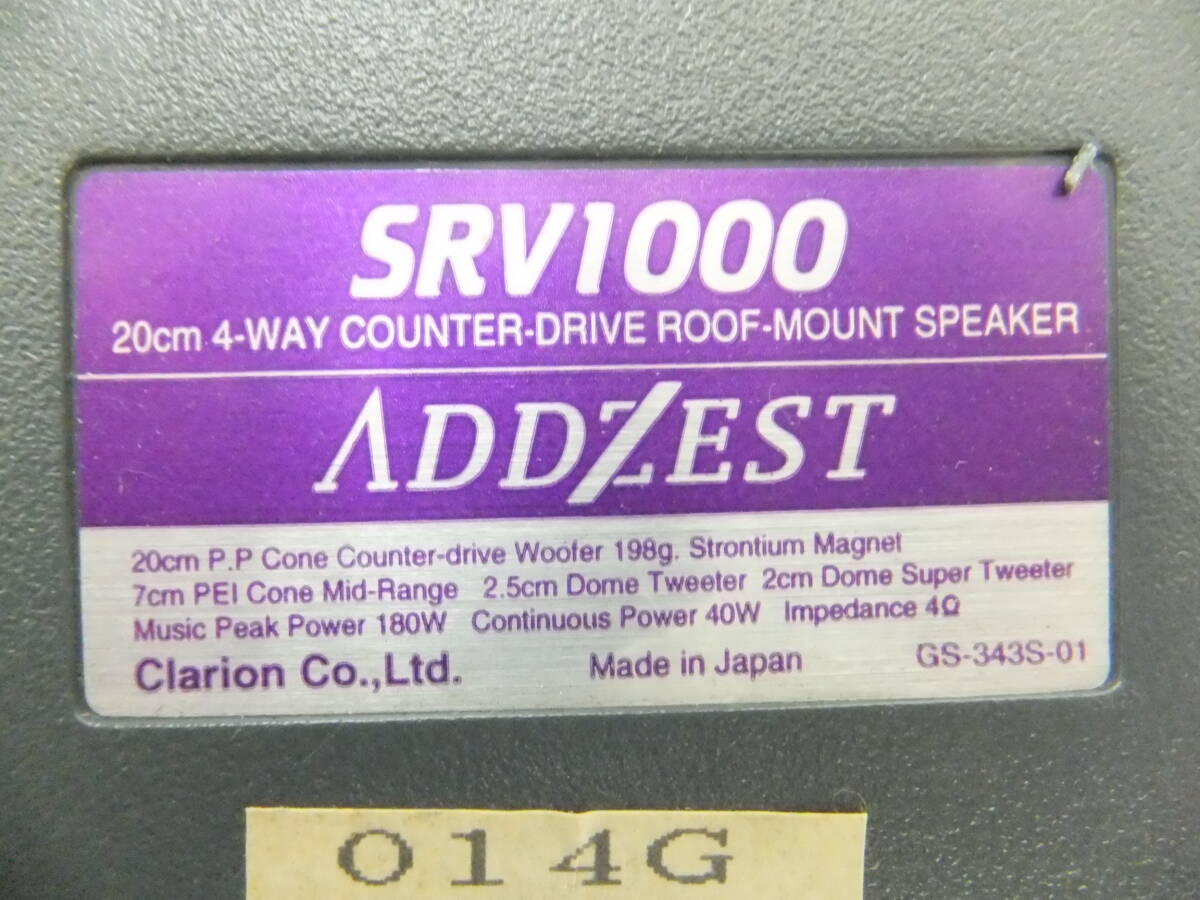 SRV1000
20cm 4-WAY COUNTER-DRIVE ROOF-MOUNT SPEAKER
ADDZEST
20cm P.P Cone Counter-drive Woofer 198g. Strontium Magnet
7cm PEI Cone Mid-Range 2.5cm Dome Tweeter 2cm Dome Super Tweeter
Music Peak Power 180W Continuous Power 40W Impedance 4Ω
Clarion Co.,Ltd. Made in Japan GS-343S-01
014G